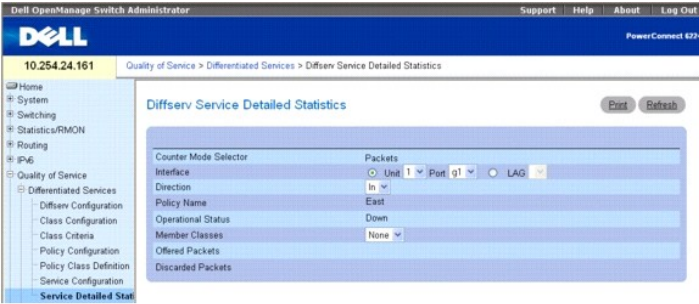 Dell OpenManage Switch Administrator Support Help About Log Out
DELL
PowerConnect 622
10.254.24.161 Quality of Service > Differentiated Services > Diffserv Service Detailed Statistics
Home
System
Switching
Statistics/RMON
Routing
IPv6
Quality of Service
Differentiated Services
Diffserv Configuration
Class Configuration
Class Criteria
Policy Configuration
Policy Class Definition
Service Configuration
Service Detailed Stati
Diffserv Service Detailed Statistics
Print Refresh
Counter Mode Selector Packets
Interface Unit 1 Port g1 LAG
Direction In
Policy Name East
Operational Status Down
Member Classes None
Offered Packets
Discarded Packets